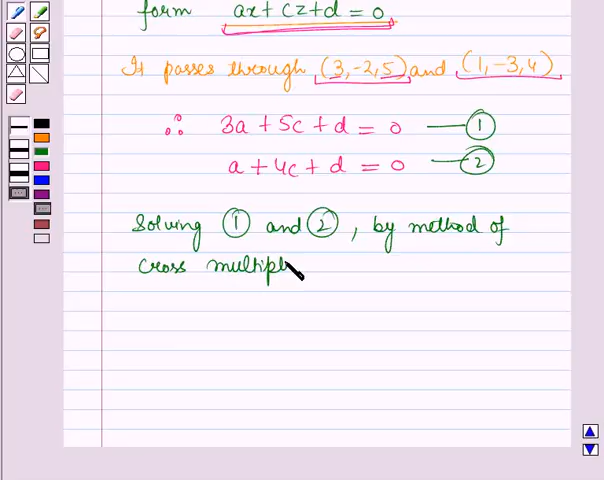 form ax + cz + d = 0
It passes through (3, -2, 5) and (1, -3, 4)
∴ 3a + 5c + d = 0 — ①
a + 4c + d = 0 — ②
Solving ① and ②, by method of
cross multipl